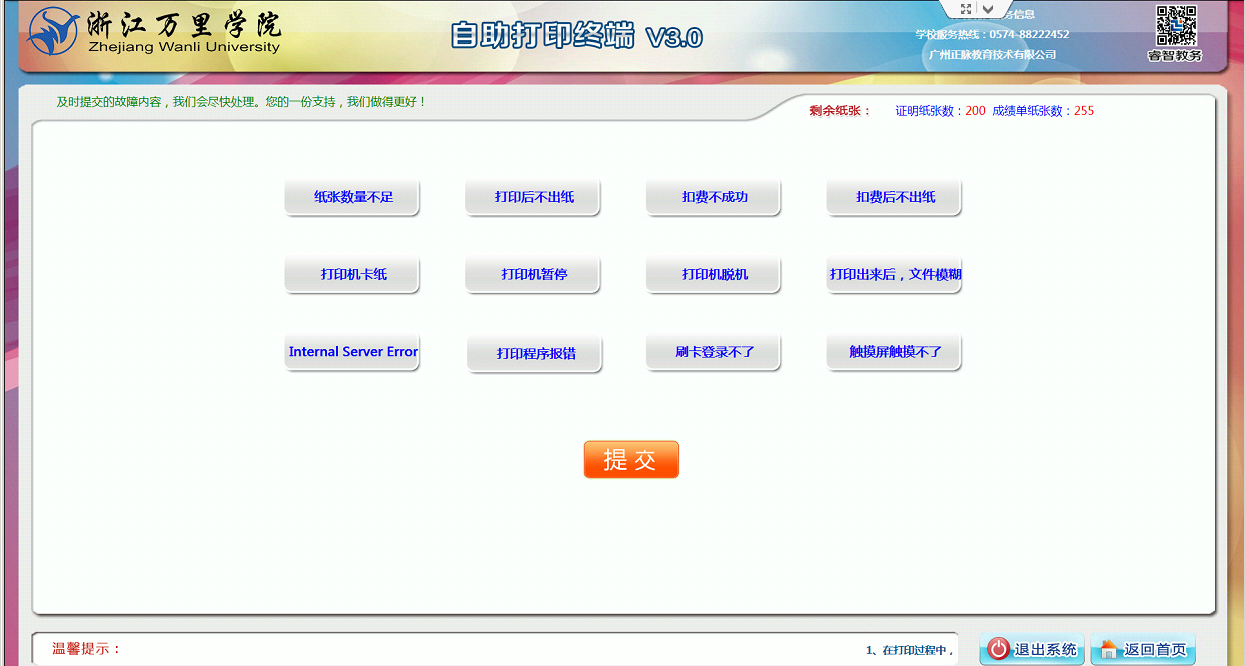 浙江万里学院
Zhejiang Wanli University
自助打印终端 V3.0
务信息
学校服务热线：0574-88222452
广州正脉教育技术有限公司
睿智教务
及时提交的故障内容，我们会尽快处理。您的一份支持，我们做得更好！
剩余纸张： 证明纸张数：200 成绩单纸张数：255
纸张数量不足 打印后不出纸 扣费不成功 扣费后不出纸
打印机卡纸 打印机暂停 打印机脱机 打印出来后，文件模糊
Internal Server Error 打印程序报错 刷卡登录不了 触摸屏触摸不了
提交
温馨提示： 1、在打印过程中， 退出系统 返回首页